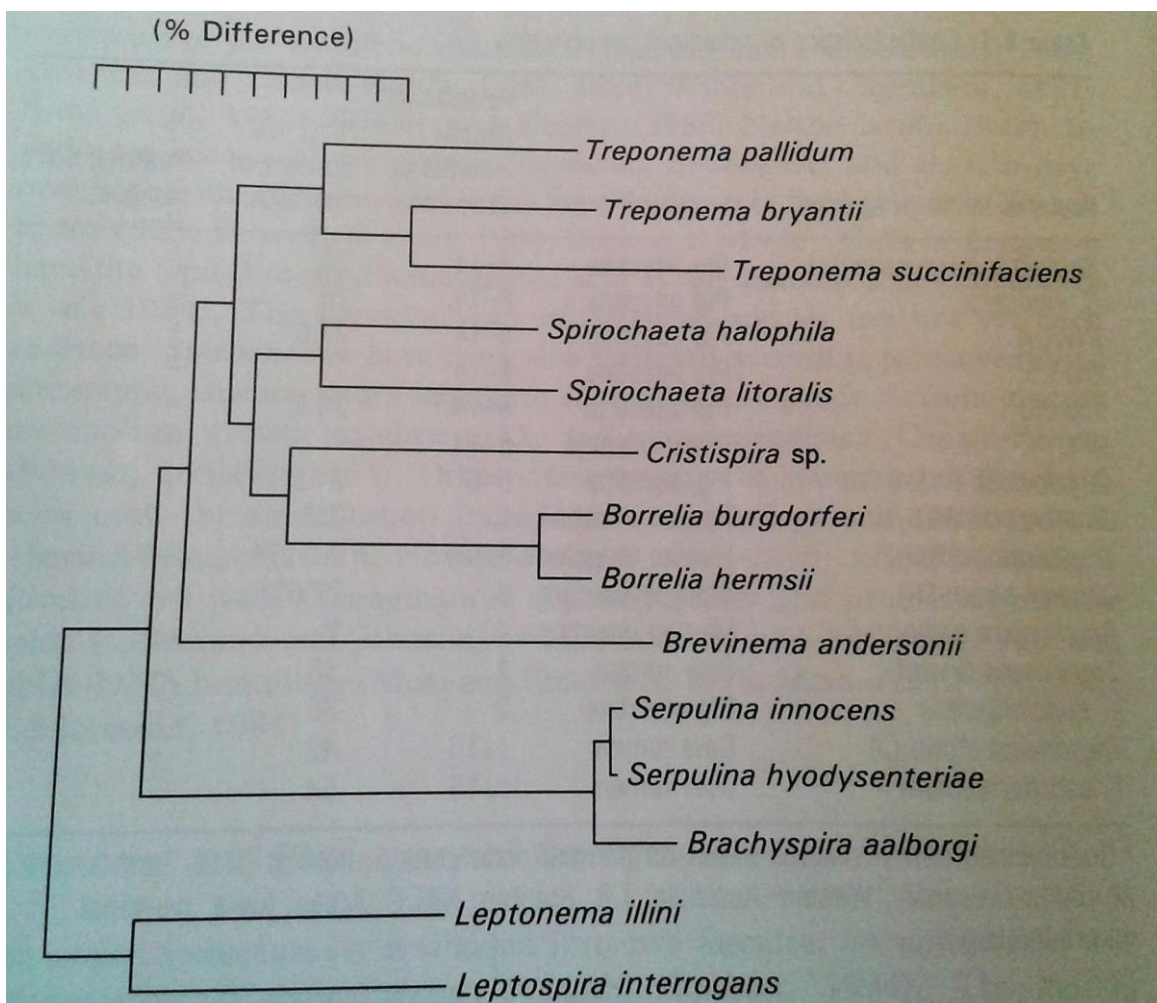 (% Difference)
Treponema pallidum
Treponema bryantii
Treponema succinifaciens
Spirochaeta halophila
Spirochaeta litoralis
Cristispira sp.
Borrelia burgdorferi
Borrelia hermsii
Brevinema andersonii
Serpulina innocens
Serpulina hyodysenteriae
Brachyspira aalborgi
Leptonema illini
Leptospira interrogans